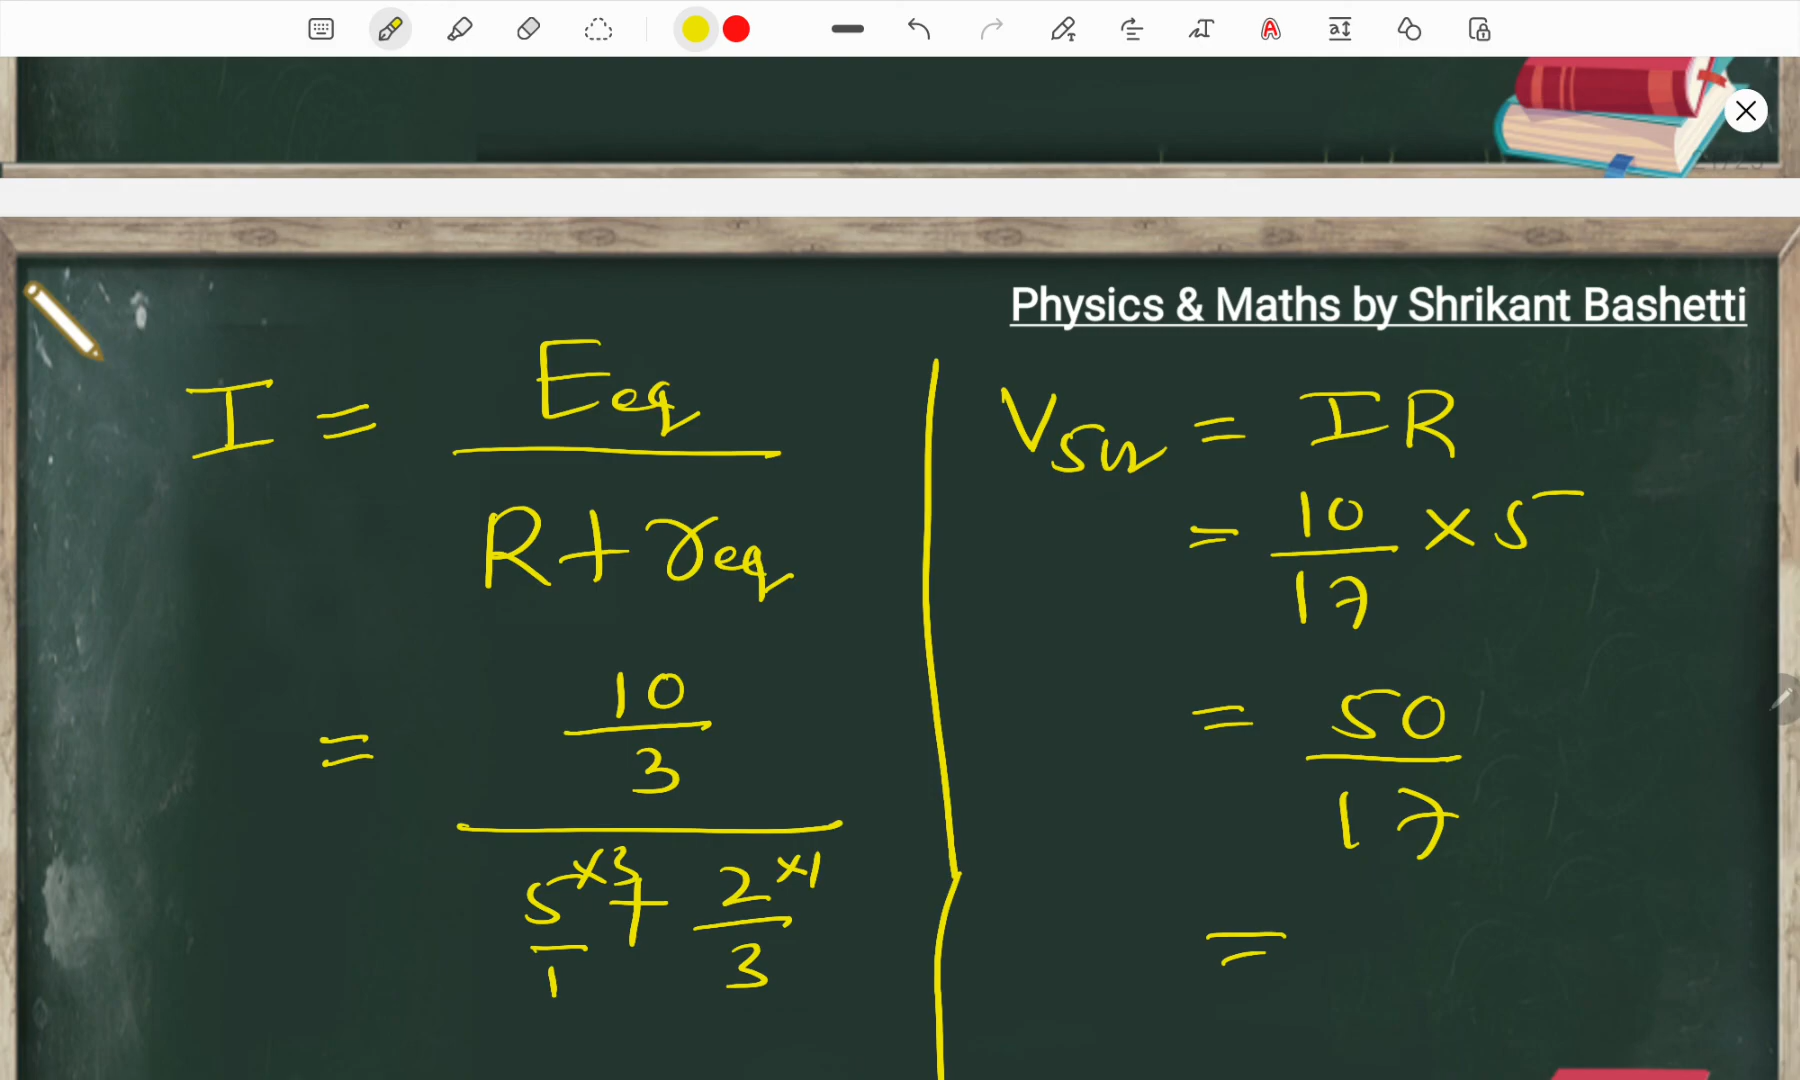 Physics & Maths by Shrikant Bashetti
I = Eeq / R + req
= 10/3 / 5×3/1 + 2×1/3
V5Ω = IR
= 10/17 × 5
= 50/17
=